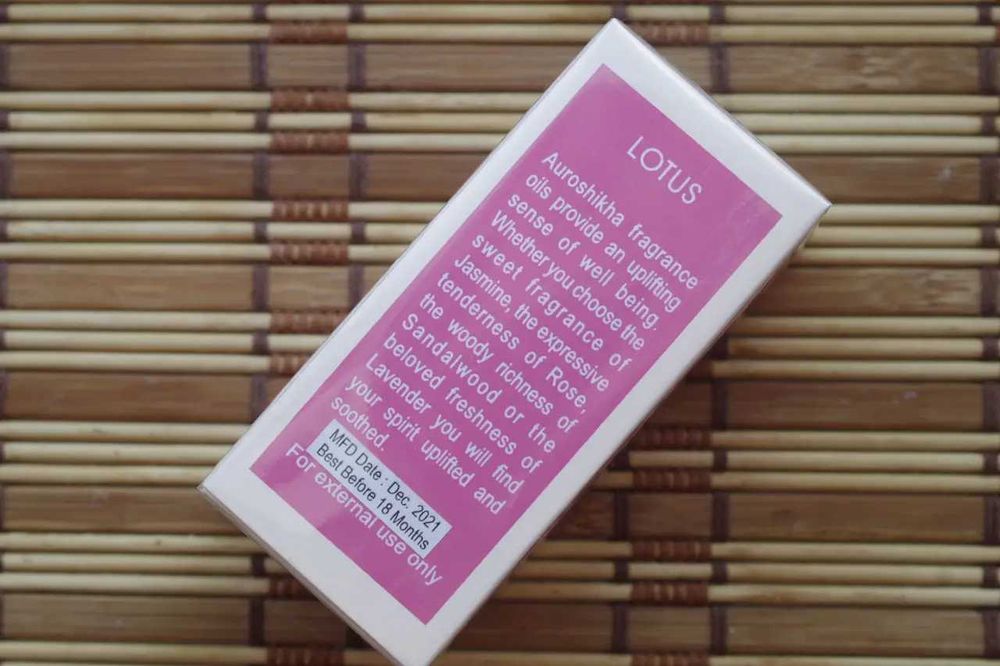 LOTUS
Auroshikha fragrance
oils provide an uplifting
sense of well being.
Whether you choose the
sweet fragrance of
Jasmine, the expressive
tenderness of Rose,
the woody richness of
Sandalwood or the
beloved freshness of
Lavender you will find
your spirit uplifted and
soothed.
MFD Date : Dec. 2021
Best Before 18 Months
For external use only